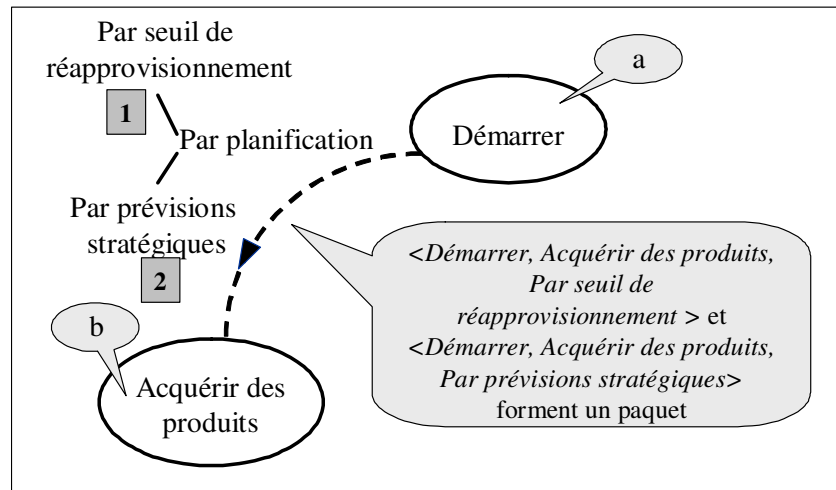 Par seuil de
réapprovisionnement
1
Par planification
Par prévisions
stratégiques
2
a
Démarrer
b
Acquérir des
produits
<Démarrer, Acquérir des produits,
Par seuil de
réapprovisionnement > et
<Démarrer, Acquérir des produits,
Par prévisions stratégiques>
forment un paquet